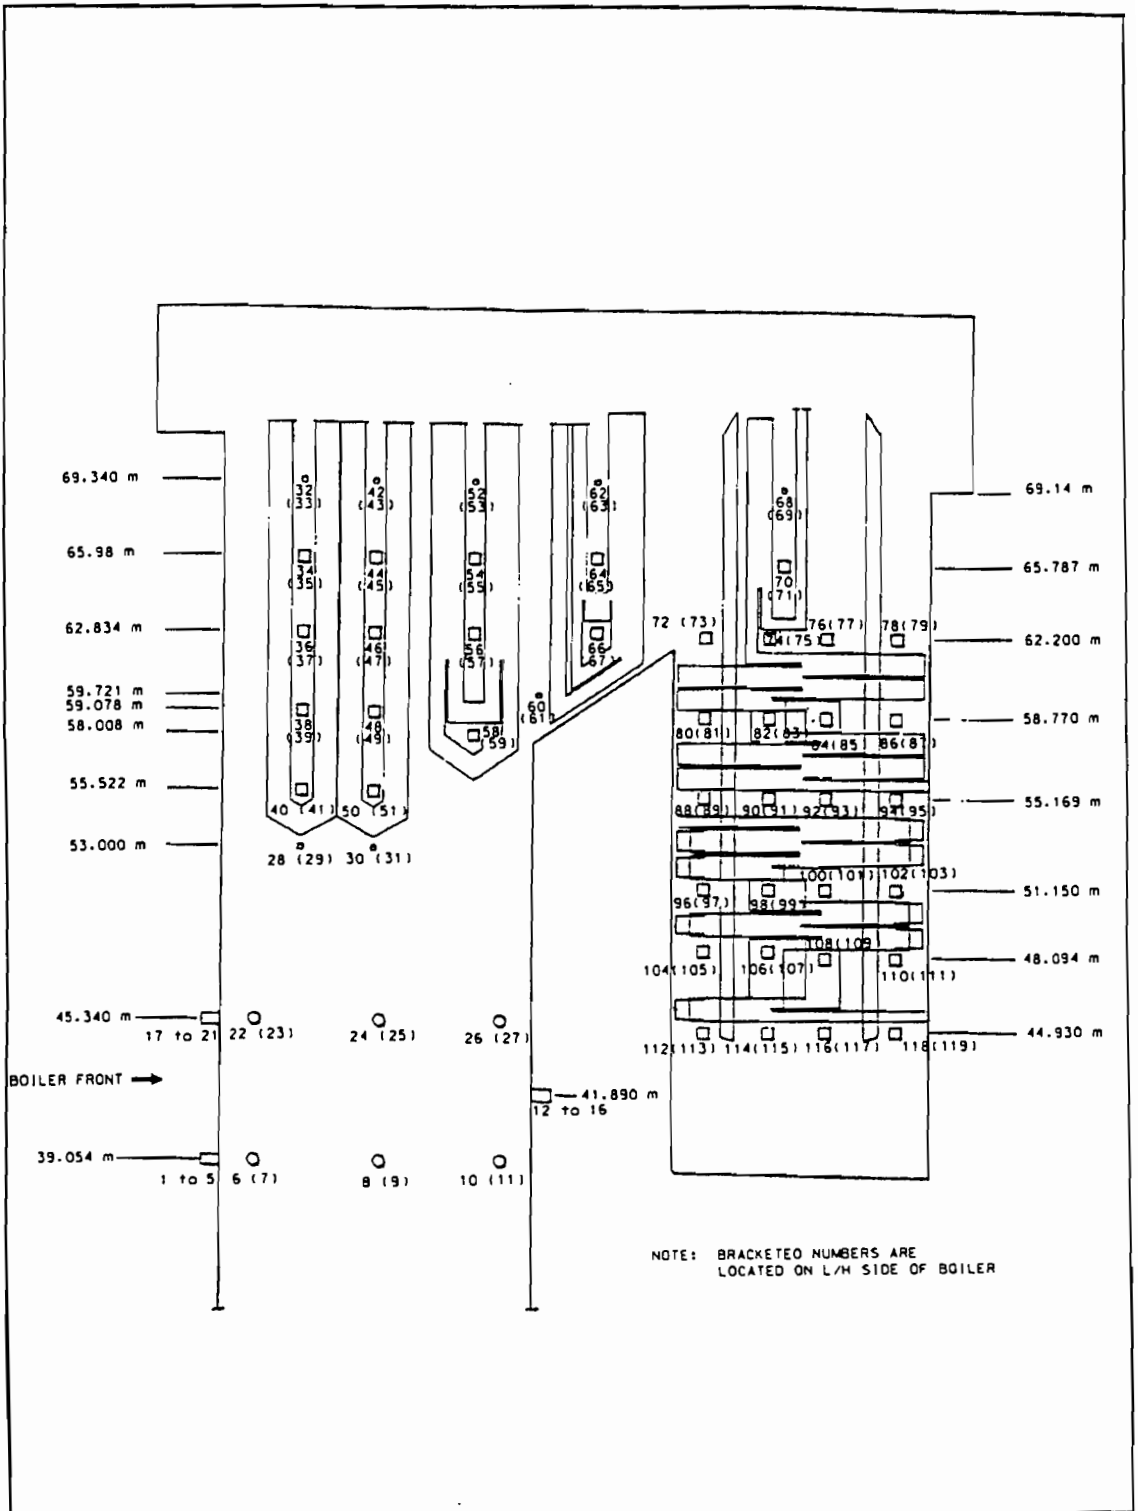 69.340 m
69.14 m
32
(33)
42
(43)
52
(53)
62
(63)
68
(69)
65.98 m
65.787 m
34
(35)
44
(45)
54
(55)
64
(65)
70
(71)
62.834 m
72 (73)
74(75)
76(77)
78(79)
62.200 m
36
(37)
46
(47)
56
(57)
66
67)
59.721 m
59.078 m
58.008 m
60
(61)
58.770 m
38
(39)
48
(49)
58
59)
80(81)
82(83)
84(85
86(87)
55.522 m
40 (41)
50 (51)
88(89)
90(91)
92(93)
94(95)
55.169 m
53.000 m
28 (29)
30 (31)
100(101)
102(103)
51.150 m
96(97)
98(99)
108(109
48.094 m
104(105)
106(107)
110(111)
45.340 m
17 to 21
22 (23)
24 (25)
26 (27)
44.930 m
112(113)
114(115)
116(117)
118(119)
BOILER FRONT
41.890 m
12 to 16
39.054 m
1 to 5
6 (7)
8 (9)
10 (11)
NOTE: BRACKETED NUMBERS ARE
LOCATED ON L/H SIDE OF BOILER